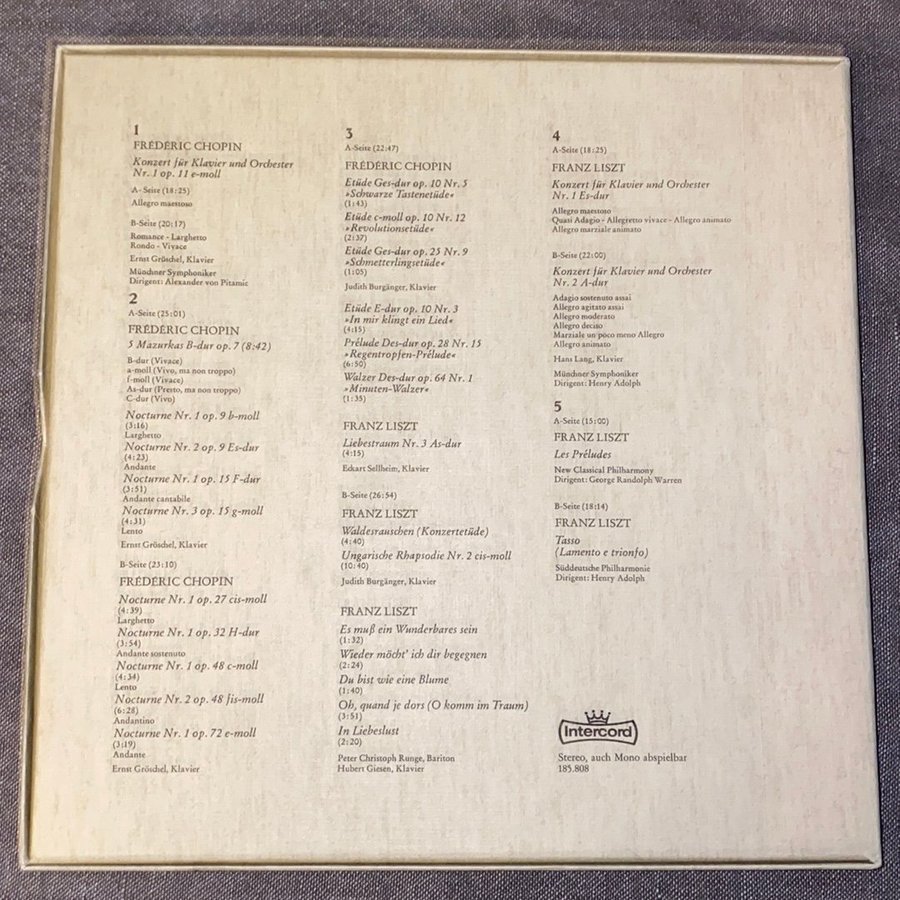 1
FRÉDÉRIC CHOPIN
Konzert für Klavier und Orchester
Nr. 1 op. 11 e-moll
A-Seite (18:25)
Allegro maestoso
B-Seite (20:17)
Romance - Larghetto
Rondo - Vivace
Ernst Gröschel, Klavier
Münchner Symphoniker
Dirigent: Alexander von Pitamic
2
A-Seite (25:01)
FRÉDÉRIC CHOPIN
5 Mazurkas B-dur op. 7 (8:42)
B-dur (Vivace)
a-moll (Vivo, ma non troppo)
f-moll (Vivace)
As-dur (Presto, ma non troppo)
C-dur (Vivo)
Nocturne Nr. 1 op. 9 b-moll
(3:16)
Larghetto
Nocturne Nr. 2 op. 9 Es-dur
(4:23)
Andante
Nocturne Nr. 1 op. 15 F-dur
(3:51)
Andante cantabile
Nocturne Nr. 3 op. 15 g-moll
(4:31)
Lento
Ernst Gröschel, Klavier
B-Seite (23:10)
FRÉDÉRIC CHOPIN
Nocturne Nr. 1 op. 27 cis-moll
(4:39)
Larghetto
Nocturne Nr. 1 op. 32 H-dur
(3:54)
Andante sostenuto
Nocturne Nr. 1 op. 48 c-moll
(4:34)
Lento
Nocturne Nr. 2 op. 48 fis-moll
(6:28)
Andantino
Nocturne Nr. 1 op. 72 e-moll
(3:19)
Andante
Ernst Gröschel, Klavier
3
A-Seite (22:47)
FRÉDÉRIC CHOPIN
Etüde Ges-dur op. 10 Nr. 5
»Schwarze Tastenetüde«
(1:43)
Etüde c-moll op. 10 Nr. 12
»Revolutionsetüde«
(2:37)
Etüde Ges-dur op. 25 Nr. 9
»Schmetterlingsetüde«
(1:05)
Judith Burgänger, Klavier
Etüde E-dur op. 10 Nr. 3
»In mir klingt ein Lied«
(4:15)
Prélude Des-dur op. 28 Nr. 15
»Regentropfen-Prélude«
(6:50)
Walzer Des-dur op. 64 Nr. 1
»Minuten-Walzer«
(1:35)
FRANZ LISZT
Liebestraum Nr. 3 As-dur
(4:15)
Eckart Sellheim, Klavier
B-Seite (26:54)
FRANZ LISZT
Waldesrauschen (Konzertetüde)
(4:40)
Ungarische Rhapsodie Nr. 2 cis-moll
(10:40)
Judith Burgänger, Klavier
FRANZ LISZT
Es muß ein Wunderbares sein
(1:32)
Wieder möcht' ich dir begegnen
(2:24)
Du bist wie eine Blume
(1:40)
Oh, quand je dors (O komm im Traum)
(3:51)
In Liebeslust
(2:20)
Peter Christoph Runge, Bariton
Hubert Giesen, Klavier
4
A-Seite (18:25)
FRANZ LISZT
Konzert für Klavier und Orchester
Nr. 1 Es-dur
Allegro maestoso
Quasi Adagio - Allegretto vivace - Allegro animato
Allegro marziale animato
B-Seite (22:00)
Konzert für Klavier und Orchester
Nr. 2 A-dur
Adagio sostenuto assai
Allegro agitato assai
Allegro moderato
Allegro deciso
Marziale un poco meno Allegro
Allegro animato
Hans Lang, Klavier
Münchner Symphoniker
Dirigent: Henry Adolph
5
A-Seite (15:00)
FRANZ LISZT
Les Préludes
New Classical Philharmony
Dirigent: George Randolph Warren
B-Seite (18:14)
FRANZ LISZT
Tasso
(Lamento e trionfo)
Süddeutsche Philharmonie
Dirigent: Henry Adolph
Intercord
Stereo, auch Mono abspielbar
185.808